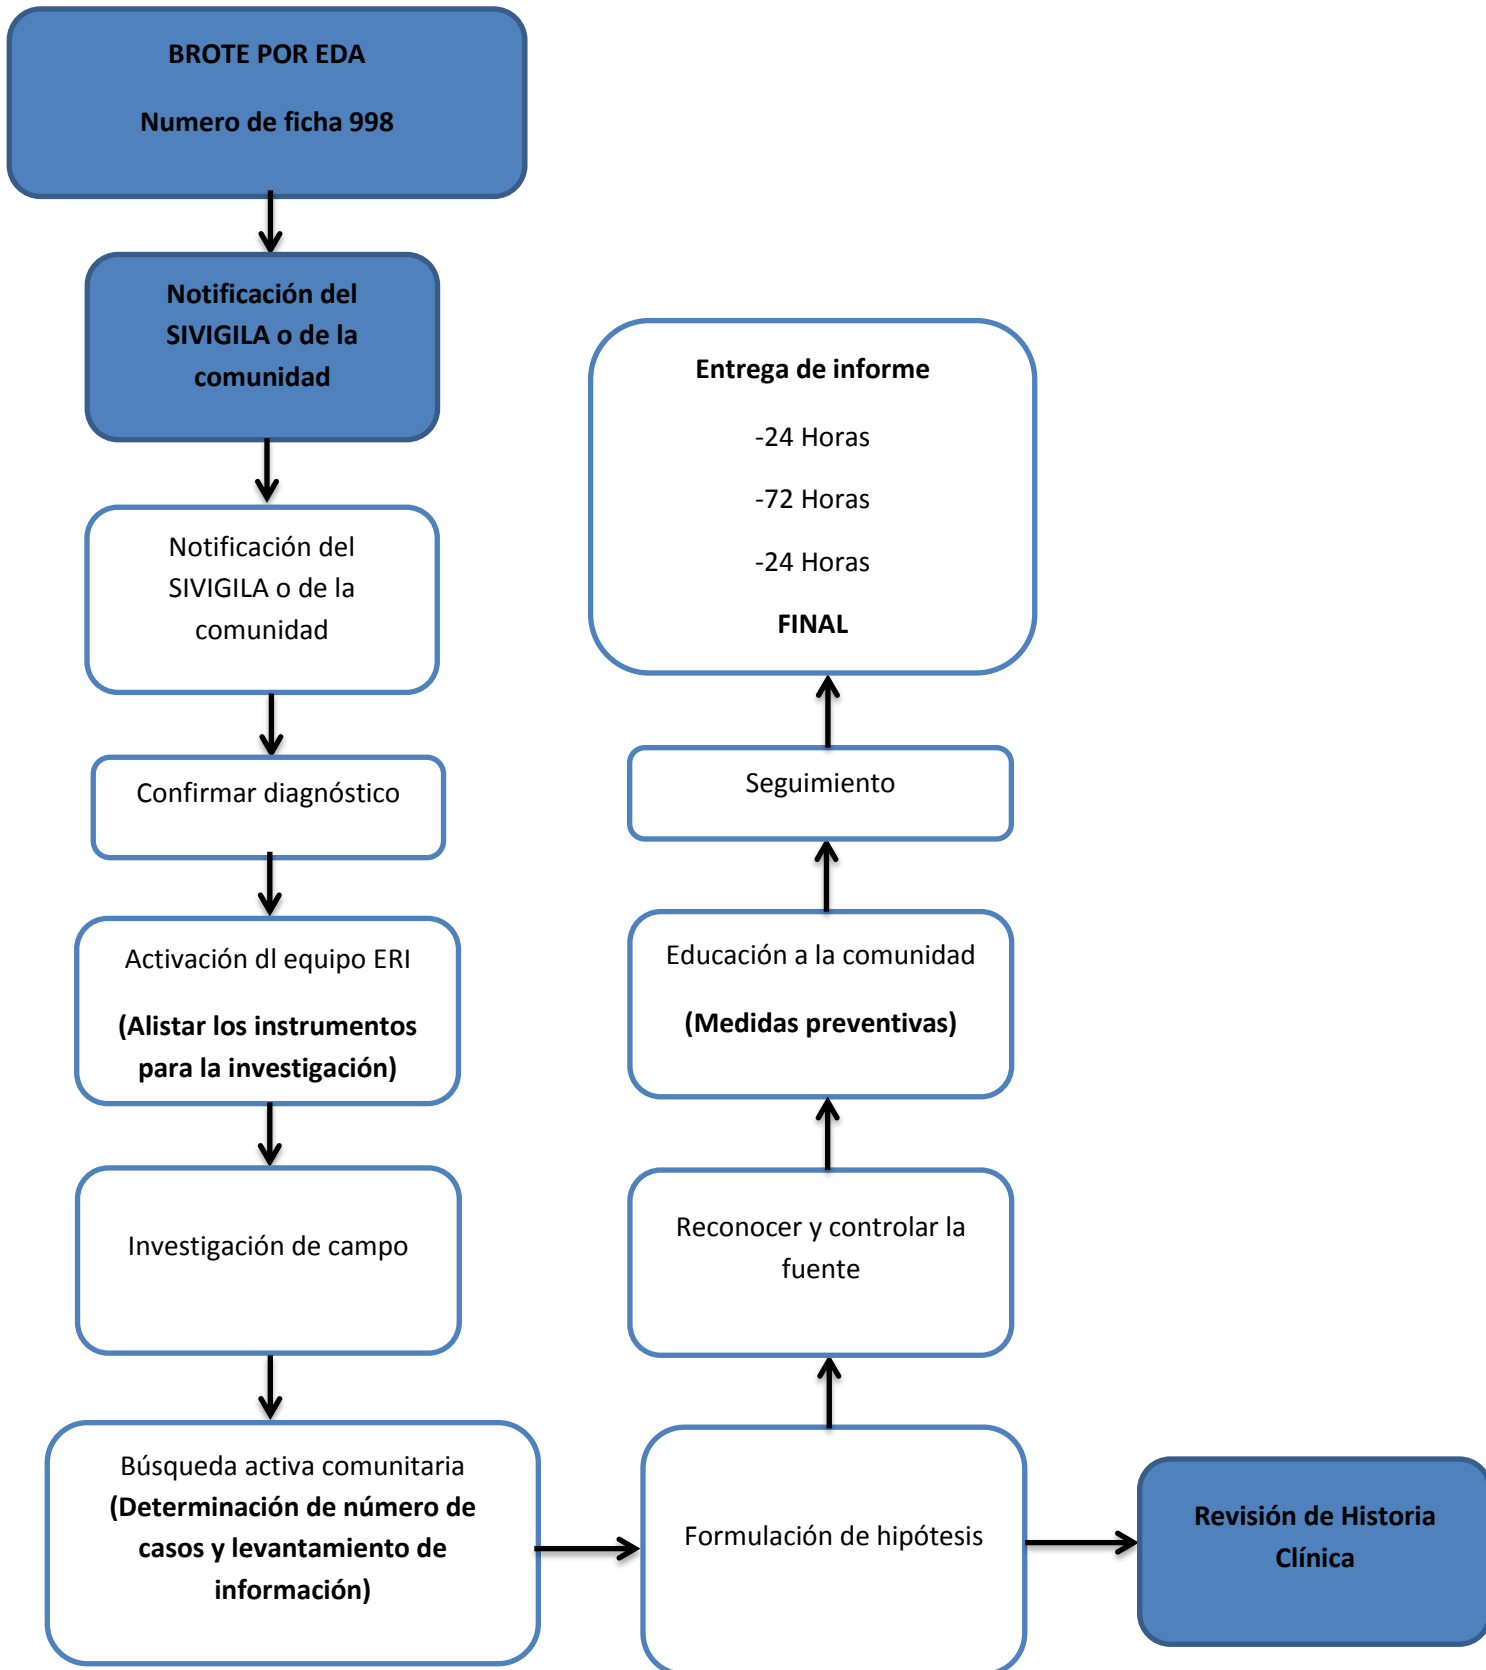 BROTE POR EDA
Numero de ficha 998
Notificación del
SIVIGILA o de la
comunidad
Notificación del
SIVIGILA o de la
comunidad
Confirmar diagnóstico
Activación dl equipo ERI
(Alistar los instrumentos
para la investigación)
Investigación de campo
Búsqueda activa comunitaria
(Determinación de número de
casos y levantamiento de
información)
Formulación de hipótesis
Revisión de Historia
Clínica
Reconocer y controlar la
fuente
Educación a la comunidad
(Medidas preventivas)
Seguimiento
Entrega de informe
-24 Horas
-72 Horas
-24 Horas
FINAL